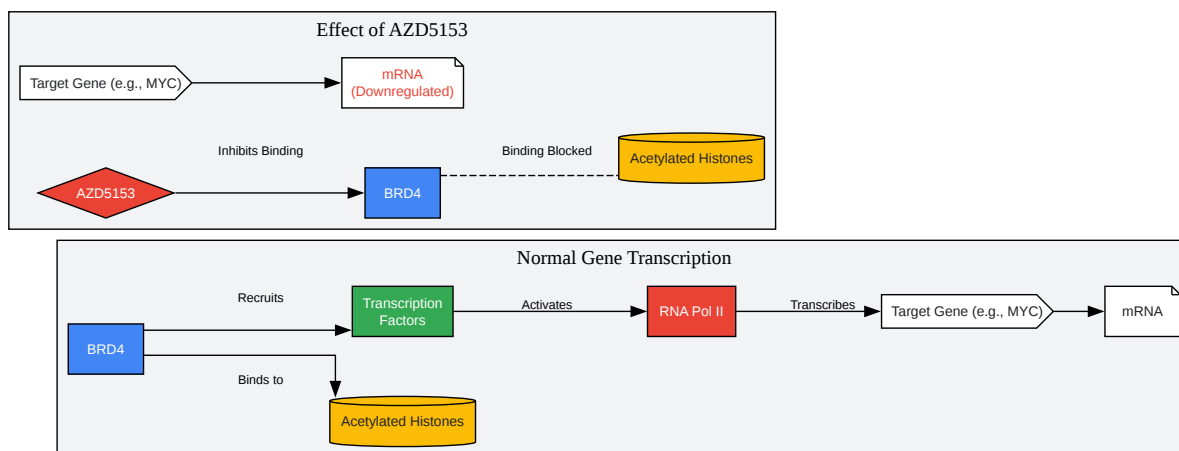 Effect of AZD5153
Target Gene (e.g., MYC)
mRNA
(Downregulated)
Inhibits Binding
Binding Blocked
Acetylated Histones
AZD5153
BRD4
Normal Gene Transcription
Recruits
Transcription
Factors
Activates
RNA Pol II
Transcribes
Target Gene (e.g., MYC)
mRNA
BRD4
Binds to
Acetylated Histones